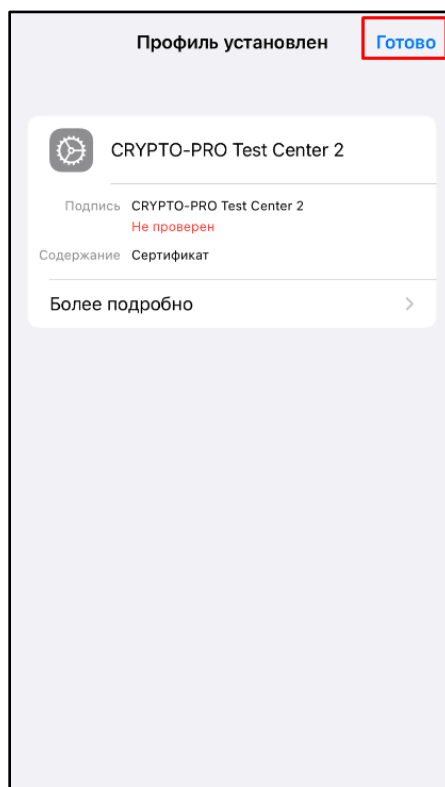 Профиль установлен Готово
CRYPTO-PRO Test Center 2
Подпись CRYPTO-PRO Test Center 2
Не проверен
Содержание Сертификат
Более подробно